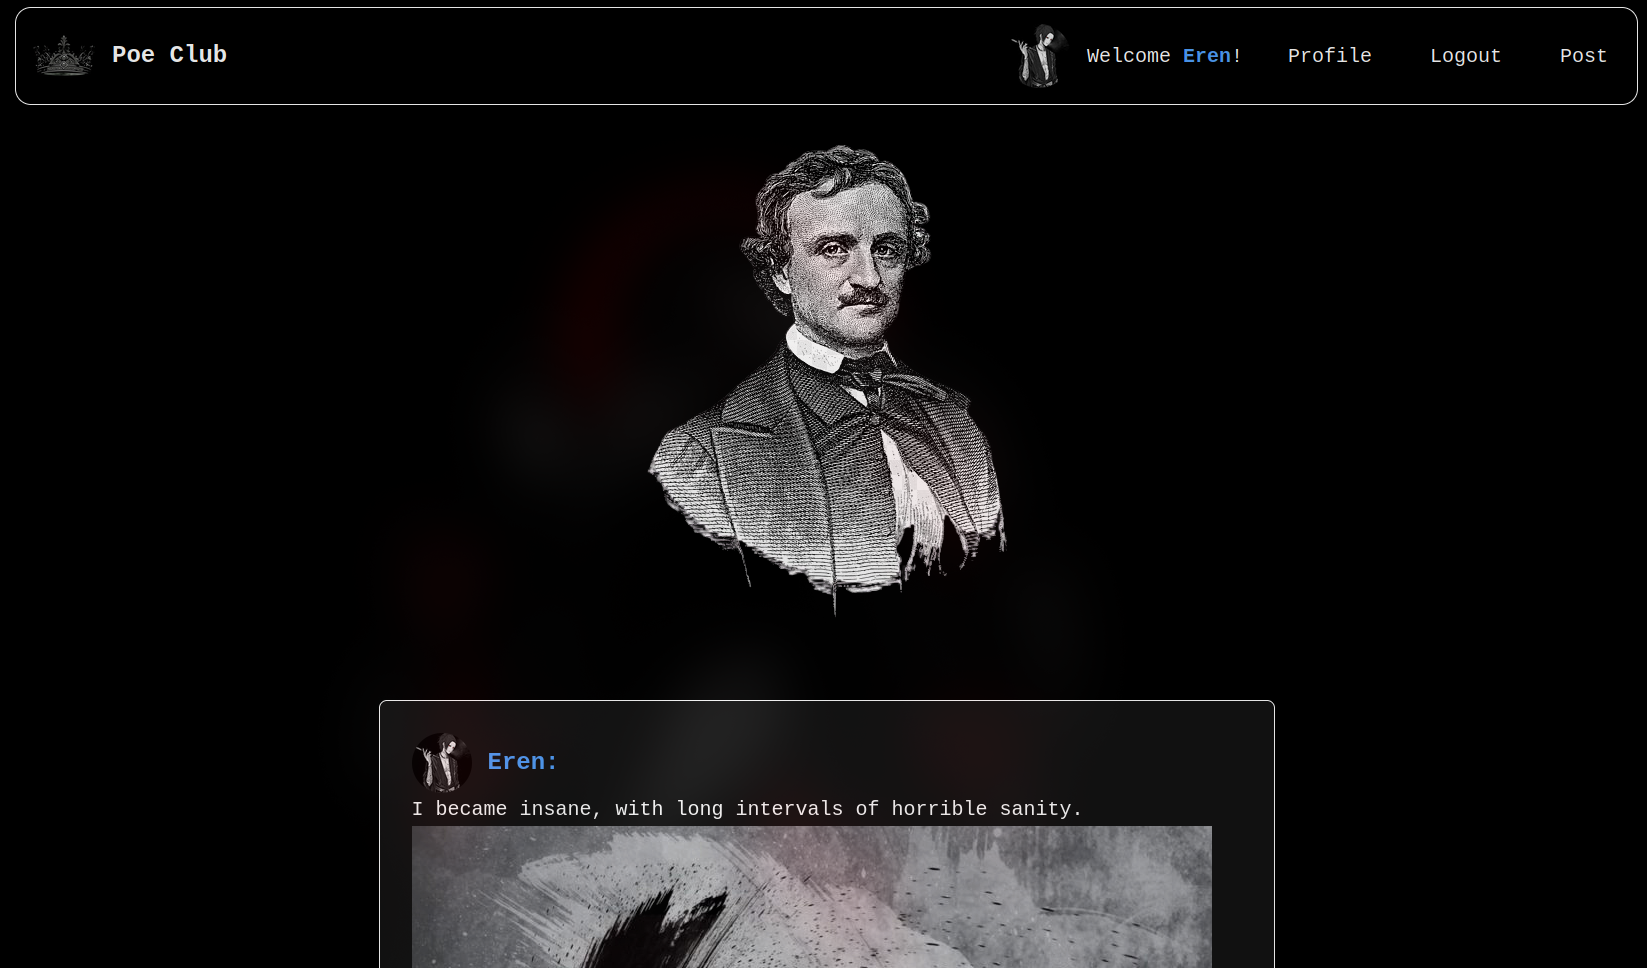 Poe Club
Welcome Eren!
Profile
Logout
Post
Eren:
I became insane, with long intervals of horrible sanity.